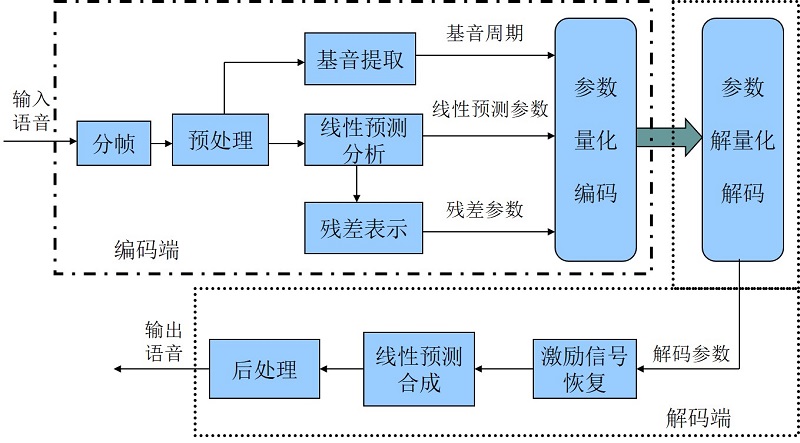 输入
语音
分帧
预处理
基音提取
基音周期
线性预测
分析
线性预测参数
残差表示
残差参数
参数
量化
编码
编码端
参数
解量化
解码
解码参数
激励信号
恢复
线性预测
合成
后处理
输出
语音
解码端